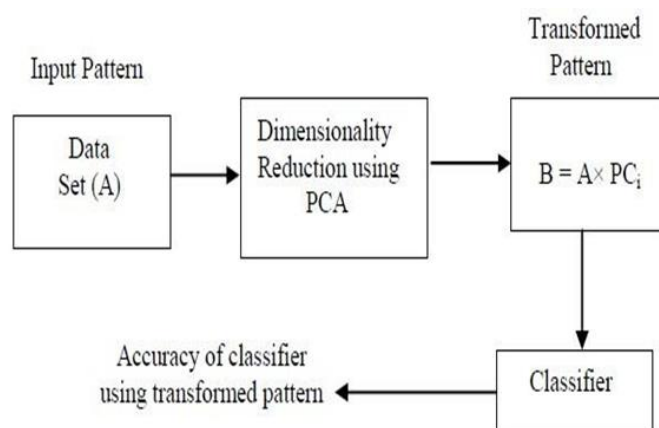 Input Pattern
Data
Set (A)
Dimensionality
Reduction using
PCA
Transformed
Pattern
B = A× PCᵢ
Classifier
Accuracy of classifier
using transformed pattern